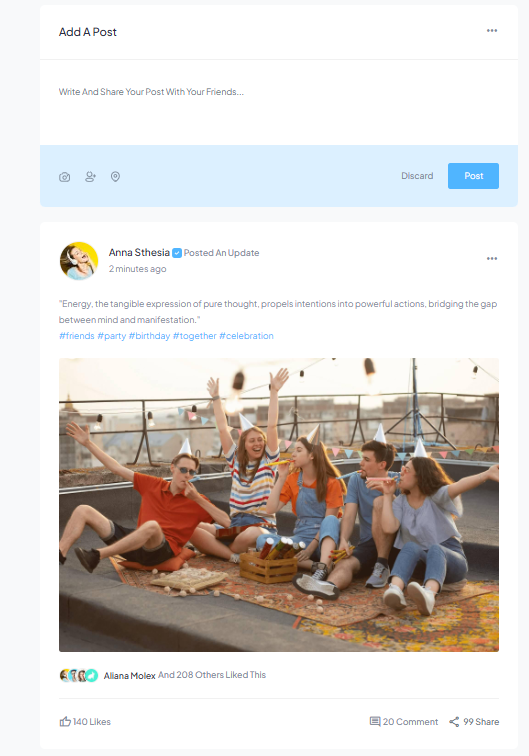 Add A Post
Write And Share Your Post With Your Friends...
Discard
Post
Anna Sthesia Posted An Update
2 minutes ago
"Energy, the tangible expression of pure thought, propels intentions into powerful actions, bridging the gap
between mind and manifestation."
#friends #party #birthday #together #celebration
Aliana Molex And 208 Others Liked This
140 Likes
20 Comment
99 Share